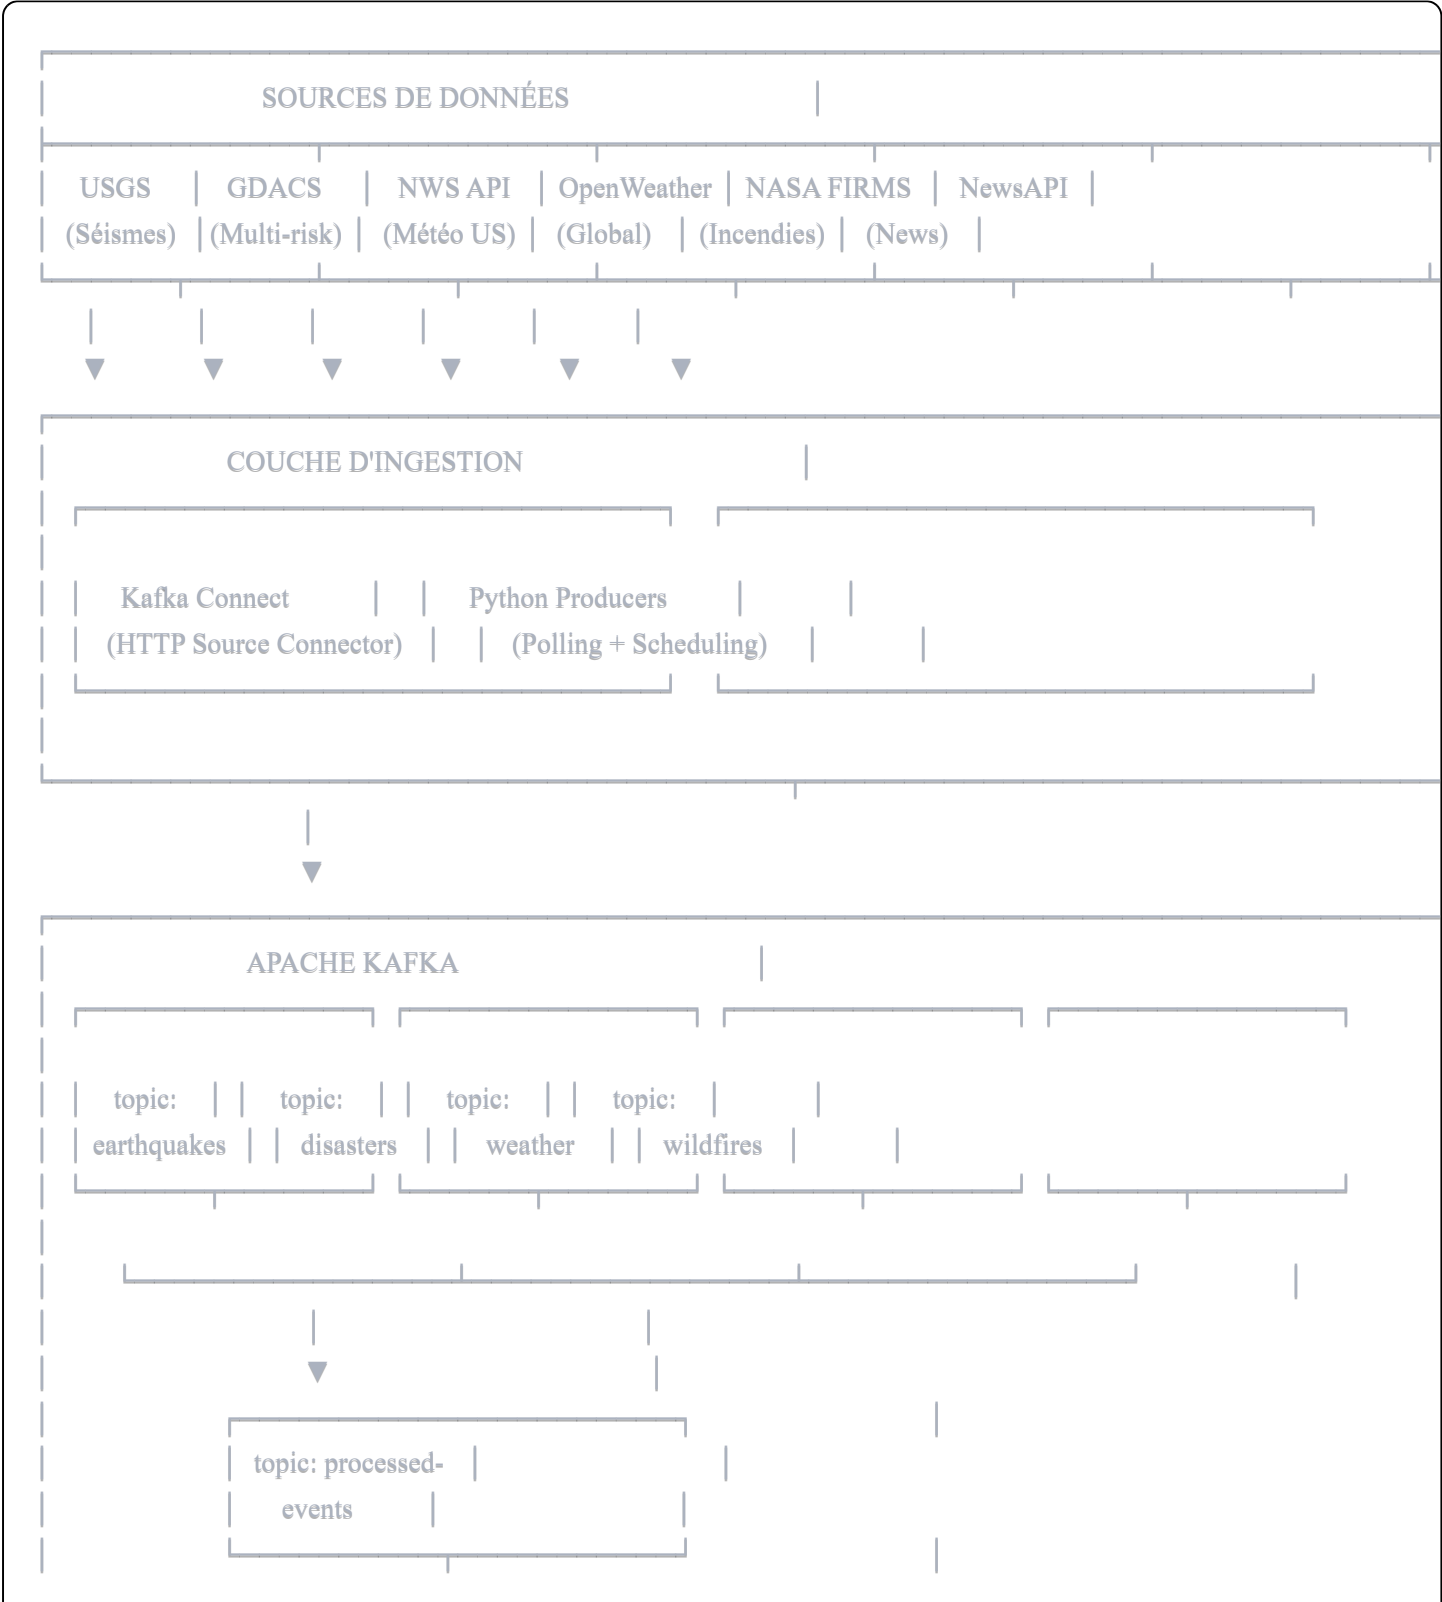 SOURCES DE DONNÉES
USGS GDACS NWS API OpenWeather NASA FIRMS NewsAPI
(Séismes) (Multi-risk) (Météo US) (Global) (Incendies) (News)
COUCHE D'INGESTION
Kafka Connect Python Producers
(HTTP Source Connector) (Polling + Scheduling)
APACHE KAFKA
topic: topic: topic: topic:
earthquakes disasters weather wildfires
topic: processed-
events